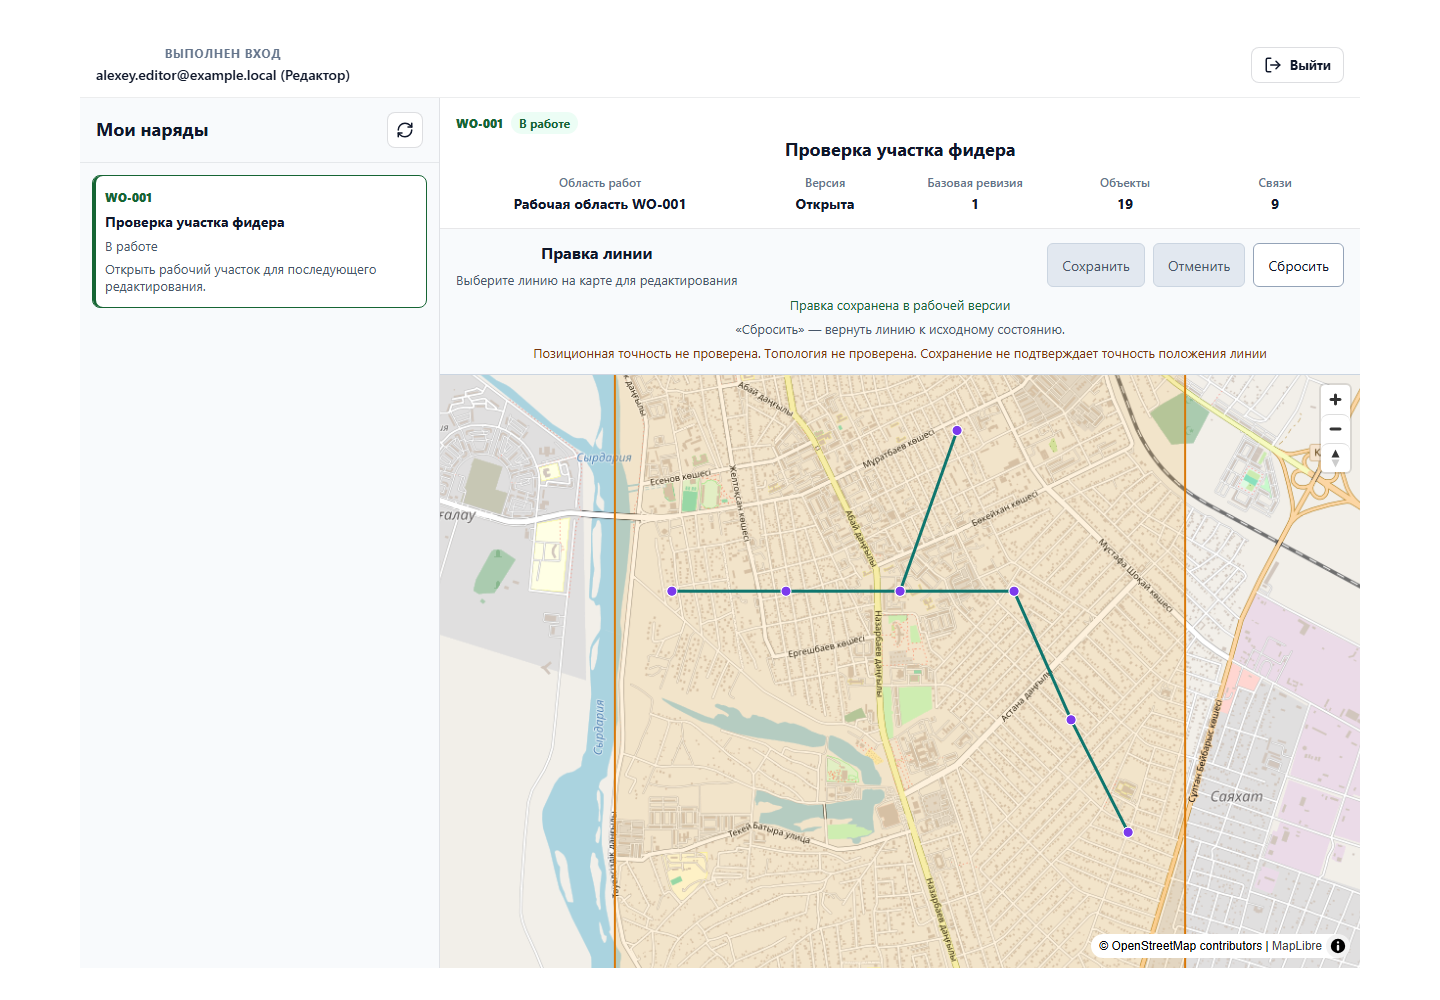 ВЫПОЛНЕН ВХОД
alexey.editor@example.local (Редактор)
Выйти
Мои наряды
WO-001
Проверка участка фидера
В работе
Открыть рабочий участок для последующего
редактирования.
WO-001 В работе
Проверка участка фидера
Область работ
Рабочая область WO-001
Версия
Открыта
Базовая ревизия
1
Объекты
19
Связи
9
Правка линии
Выберите линию на карте для редактирования
Сохранить
Отменить
Сбросить
Правка сохранена в рабочей версии
«Сбросить» — вернуть линию к исходному состоянию.
Позиционная точность не проверена. Топология не проверена. Сохранение не подтверждает точность положения линии
Абай даңғылы
Мұратбаев көшесі
Сырдария
Есенов көшесі
Желтоқсан көшесі
Абай даңғылы
Бөкейхан көшесі
Мұстафа Шоқай көшесі
Назарбаев даңғылы
Ергешбаев көшесі
Астана даңғылы
Сырдария
Сұлтан Бейбарыс көшесі
Саяхат
Текей Батыра улица
Назарбаев даңғылы
© OpenStreetMap contributors | MapLibre